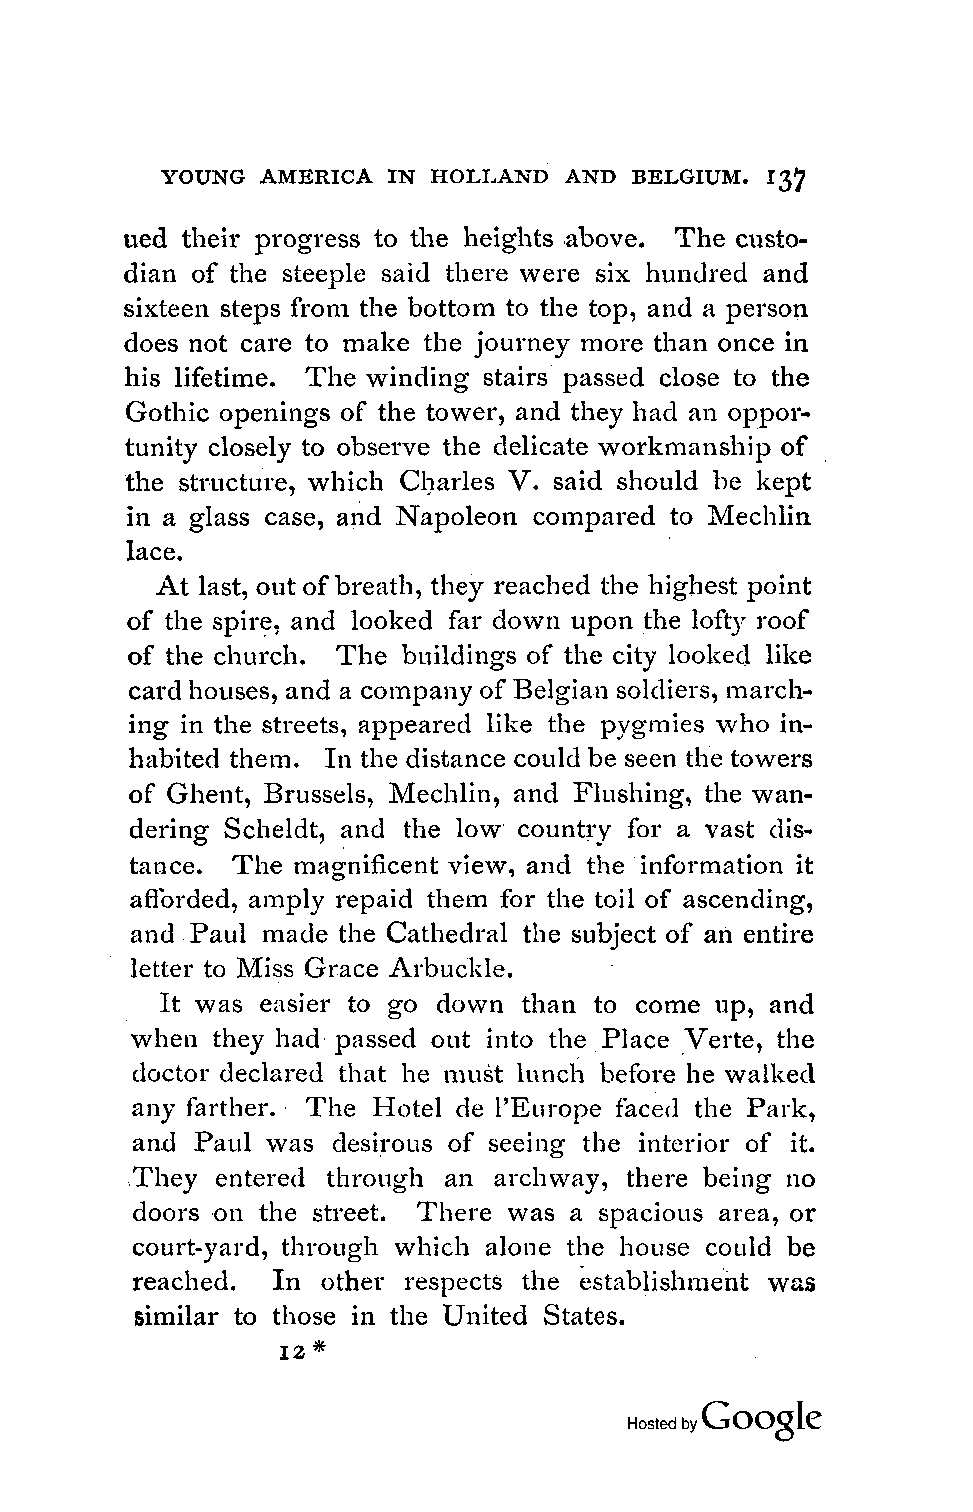 YOUNG AMERICA IN HOLLAND AND BELGIUM. 137
ued their progress to the heights above. The custo-
dian of the steeple said there were six hundred and
sixteen steps from the bottom to the top, and a person
does not care to make the journey more than once in
his lifetime. The winding stairs passed close to the
Gothic openings of the tower, and they had an oppor-
tunity closely to observe the delicate workmanship of
the structure, which Charles V. said should be kept
in a glass case, and Napoleon compared to Mechlin
lace.
At last, out of breath, they reached the highest point
of the spire, and looked far down upon the lofty roof
of the church. The buildings of the city looked like
card houses, and a company of Belgian soldiers, march-
ing in the streets, appeared like the pygmies who in-
habited them. In the distance could be seen the towers
of Ghent, Brussels, Mechlin, and Flushing, the wan-
dering Scheldt, and the low country for a vast dis-
tance. The magnificent view, and the information it
afforded, amply repaid them for the toil of ascending,
and Paul made the Cathedral the subject of an entire
letter to Miss Grace Arbuckle.
It was easier to go down than to come up, and
when they had passed out into the Place Verte, the
doctor declared that he must lunch before he walked
any farther. The Hotel de l'Europe faced the Park,
and Paul was desirous of seeing the interior of it.
They entered through an archway, there being no
doors on the street. There was a spacious area, or
court-yard, through which alone the house could be
reached. In other respects the establishment was
similar to those in the United States.
12 *
Hosted by Google